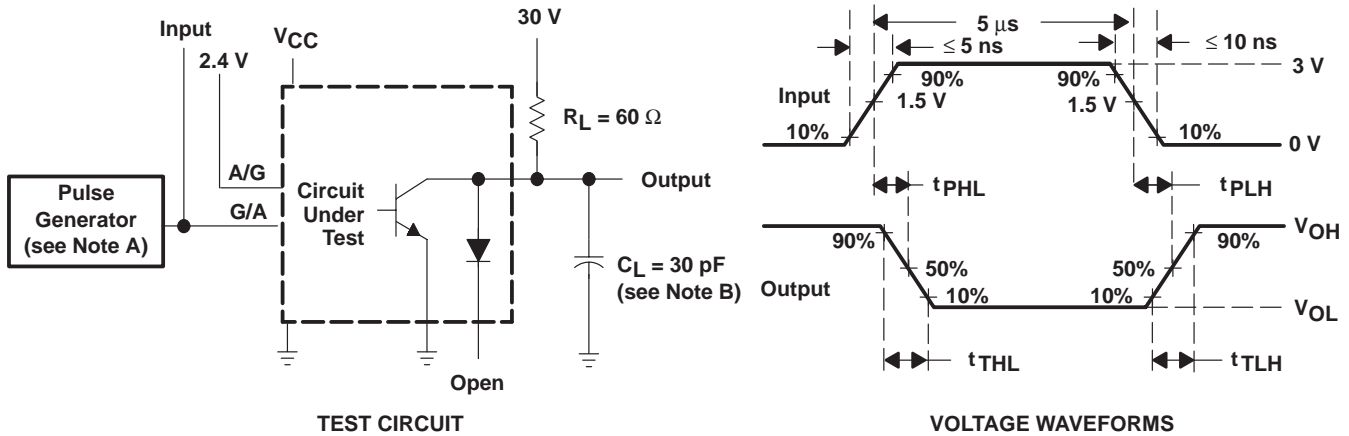 Input
2.4 V
VCC
30 V
RL = 60 Ω
A/G
G/A
Pulse
Generator
(see Note A)
Circuit
Under
Test
Output
CL = 30 pF
(see Note B)
Open
TEST CIRCUIT
5 μs
≤ 5 ns
≤ 10 ns
3 V
90%
90%
Input
1.5 V
1.5 V
10%
10%
0 V
tPHL
tPLH
VOH
90%
90%
50%
50%
Output
10%
10%
VOL
tTHL
tTLH
VOLTAGE WAVEFORMS